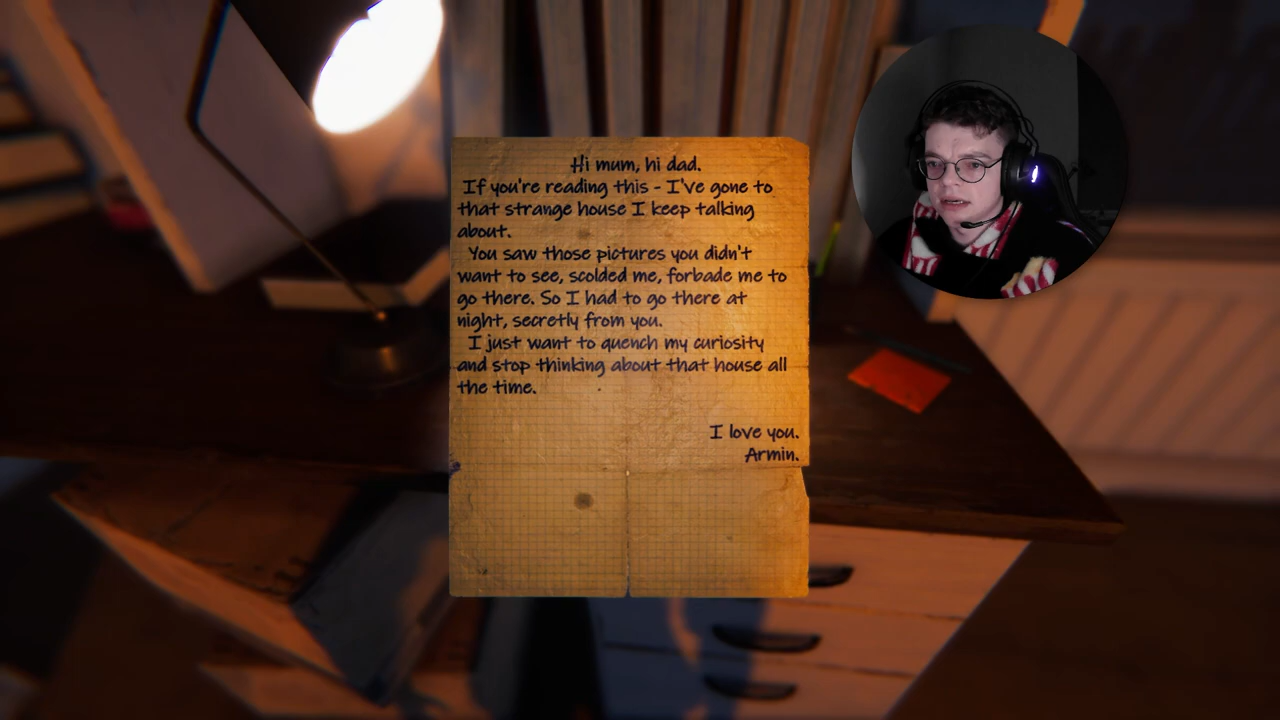 Hi mum, hi dad.
If you're reading this - I've gone to
that strange house I keep talking
about.
You saw those pictures you didn't
want to see, scolded me, forbade me to
go there. So I had to go there at
night, secretly from you.
I just want to quench my curiosity
and stop thinking about that house all
the time.
I love you.
Armin.